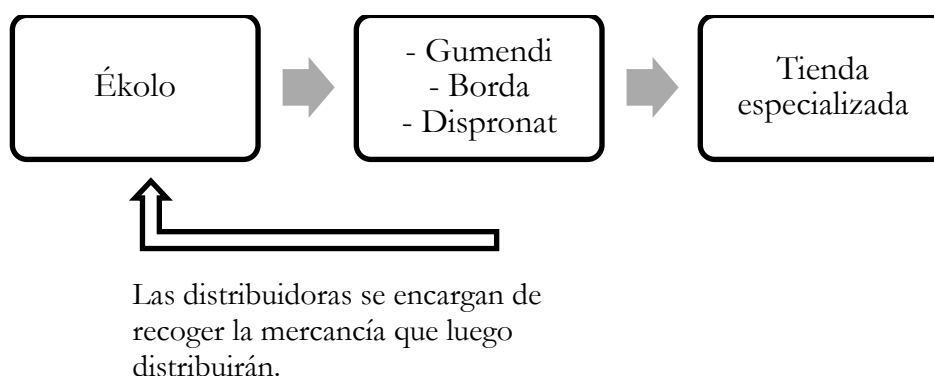 Ékolo
- Gumendi
- Borda
- Dispronat
Tienda
especializada
Las distribuidoras se encargan de
recoger la mercancía que luego
distribuirán.